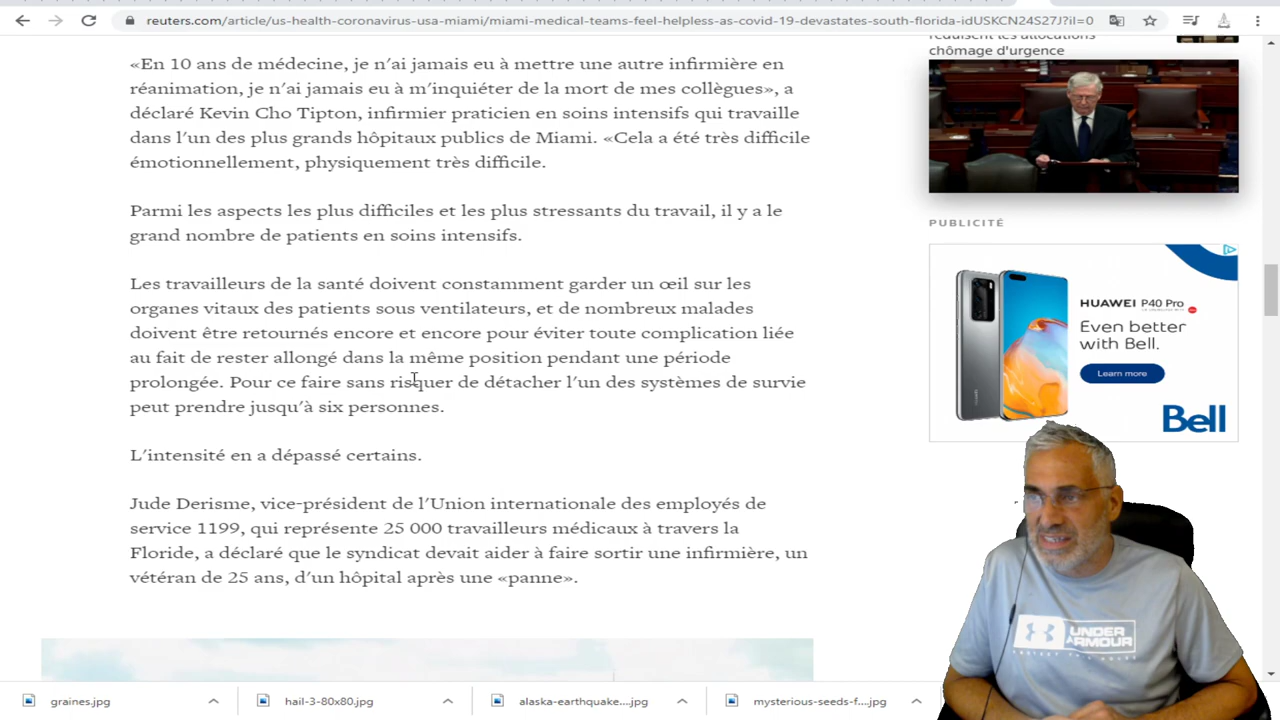 reuters.com/article/us-health-coronavirus-usa-miami/miami-medical-teams-feel-helpless-as-covid-19-devastates-south-florida-idUSKCN24S27J?il=0
«En 10 ans de médecine, je n'ai jamais eu à mettre une autre infirmière en
réanimation, je n'ai jamais eu à m'inquiéter de la mort de mes collègues», a
déclaré Kevin Cho Tipton, infirmier praticien en soins intensifs qui travaille
dans l'un des plus grands hôpitaux publics de Miami. «Cela a été très difficile
émotionnellement, physiquement très difficile.
Parmi les aspects les plus difficiles et les plus stressants du travail, il y a le
grand nombre de patients en soins intensifs.
Les travailleurs de la santé doivent constamment garder un œil sur les
organes vitaux des patients sous ventilateurs, et de nombreux malades
doivent être retournés encore et encore pour éviter toute complication liée
au fait de rester allongé dans la même position pendant une période
prolongée. Pour ce faire sans risquer de détacher l'un des systèmes de survie
peut prendre jusqu'à six personnes.
L'intensité en a dépassé certains.
Jude Derisme, vice-président de l'Union internationale des employés de
service 1199, qui représente 25 000 travailleurs médicaux à travers la
Floride, a déclaré que le syndicat devait aider à faire sortir une infirmière, un
vétéran de 25 ans, d'un hôpital après une «panne».
réduisent les allocations
chômage d'urgence
PUBLICITÉ
HUAWEI P40 Pro
Even better
with Bell.
Learn more
Bell
UNDER
ARMOUR
graines.jpg
hail-3-80x80.jpg
alaska-earthquake....jpg
mysterious-seeds-f....jpg